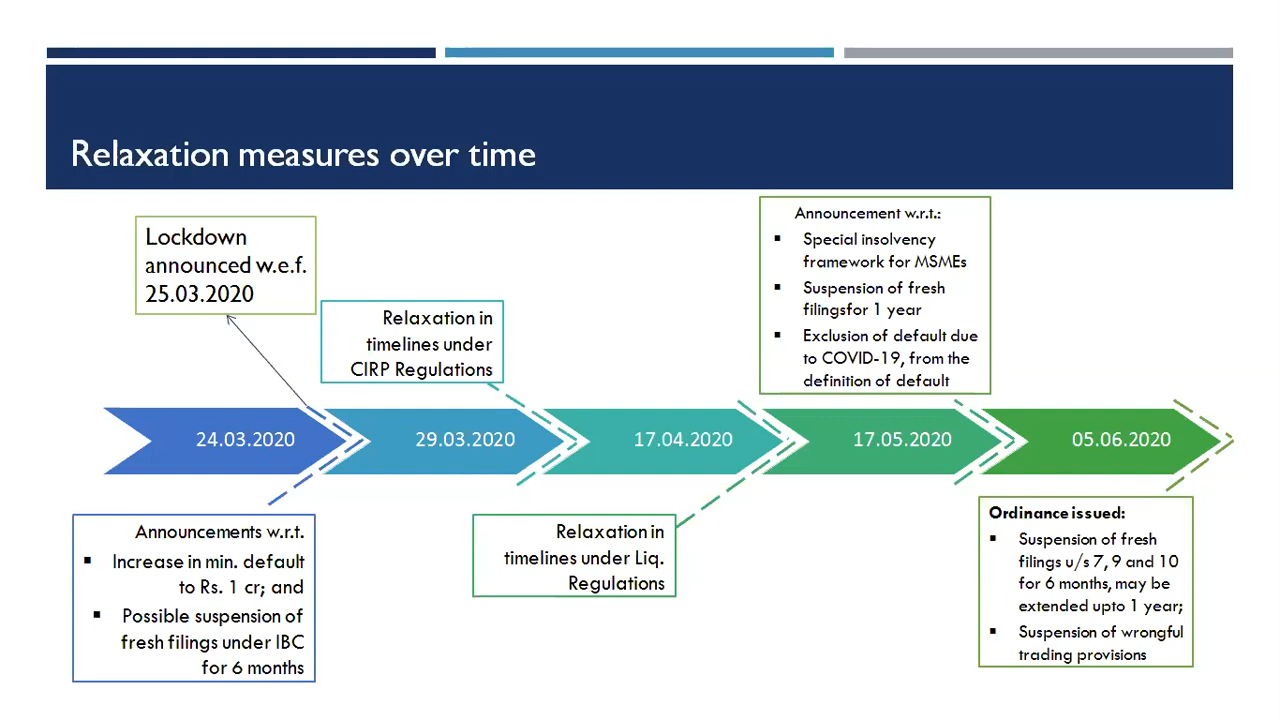 Relaxation measures over time
Lockdown
announced w.e.f.
25.03.2020
Relaxation in
timelines under
CIRP Regulations
Announcement w.r.t.:
▪ Special insolvency
framework for MSMEs
▪ Suspension of fresh
filingsfor 1 year
▪ Exclusion of default due
to COVID-19, from the
definition of default
24.03.2020
29.03.2020
17.04.2020
17.05.2020
05.06.2020
Announcements w.r.t.
▪ Increase in min. default
to Rs. 1 cr; and
▪ Possible suspension of
fresh filings under IBC
for 6 months
Relaxation in
timelines under Liq.
Regulations
Ordinance issued:
▪ Suspension of fresh
filings u/s 7, 9 and 10
for 6 months, may be
extended upto 1 year;
▪ Suspension of wrongful
trading provisions